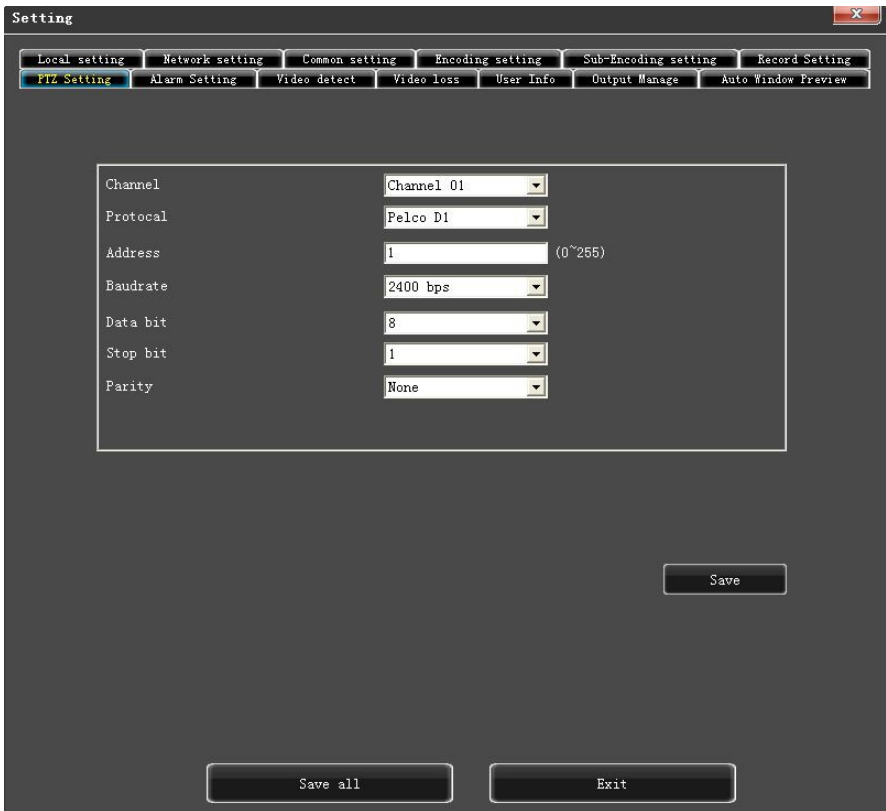 Setting
X
Local setting Network setting Common setting Encoding setting Sub-Encoding setting Record Setting
PTZ Setting Alarm Setting Video detect Video loss User Info Output Manage Auto Window Preview
Channel Channel 01
Protocal Pelco D1
Address 1 (0~255)
Baudrate 2400 bps
Data bit 8
Stop bit 1
Parity None
Save
Save all Exit